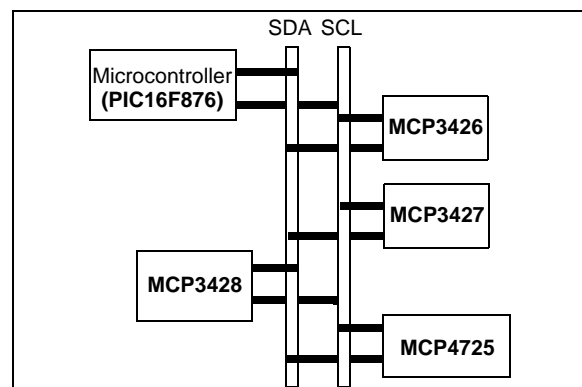 SDA SCL
Microcontroller
(PIC16F876)
MCP3426
MCP3427
MCP3428
MCP4725